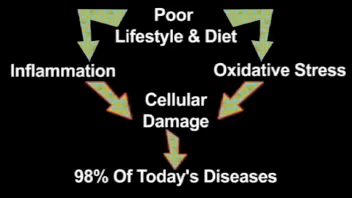 Poor
Lifestyle & Diet
Inflammation
Oxidative Stress
Cellular
Damage
98% Of Today's Diseases